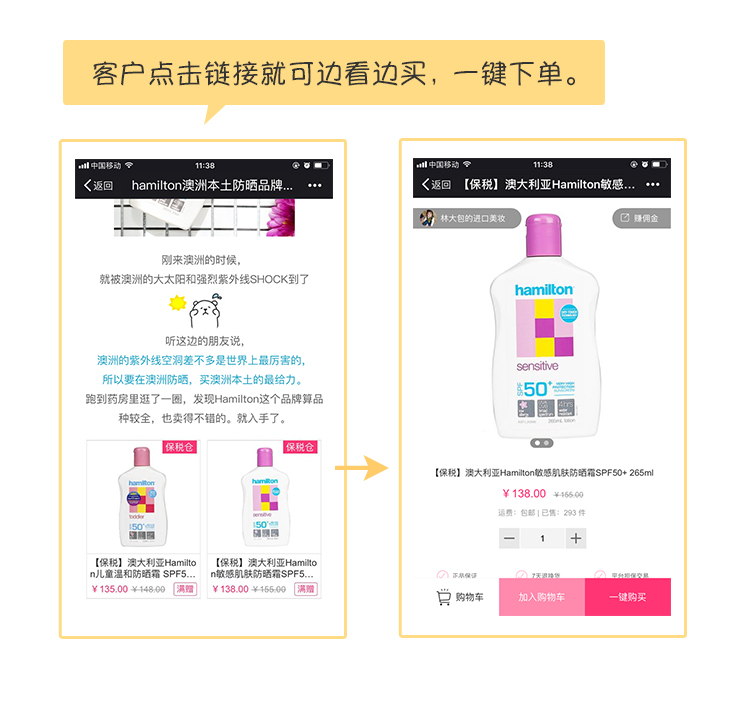 客户点击链接就可边看边买，一键下单。
中国移动 11:38
返回 hamilton澳洲本土防晒品牌... •••
刚来澳洲的时候，
就被澳洲的大太阳和强烈紫外线SHOCK到了
听这边的朋友说，
澳洲的紫外线空洞差不多是世界上最厉害的，
所以要在澳洲防晒，买澳洲本土的最给力。
跑到药房里逛了一圈，发现Hamilton这个品牌算品
种较全，也卖得不错的。就入手了。
保税仓
hamilton
toddler
50+
【保税】澳大利亚Hamilto
n儿童温和防晒霜 SPF5...
￥135.00 ￥148.00 满赠
保税仓
hamilton
sensitive
50+
【保税】澳大利亚Hamilto
n敏感肌肤防晒霜SPF5...
￥138.00 ￥155.00 满赠
中国移动 11:38
返回 【保税】澳大利亚Hamilton敏感... •••
林大包的进口美妆
赚佣金
hamilton
sensitive
SPF 50+
【保税】澳大利亚Hamilton敏感肌肤防晒霜SPF50+ 265ml
￥138.00 ￥155.00
运费：包邮 | 已售：293 件
— 1 +
正品保证 7天退换货 平台担保交易
购物车 加入购物车 一键购买